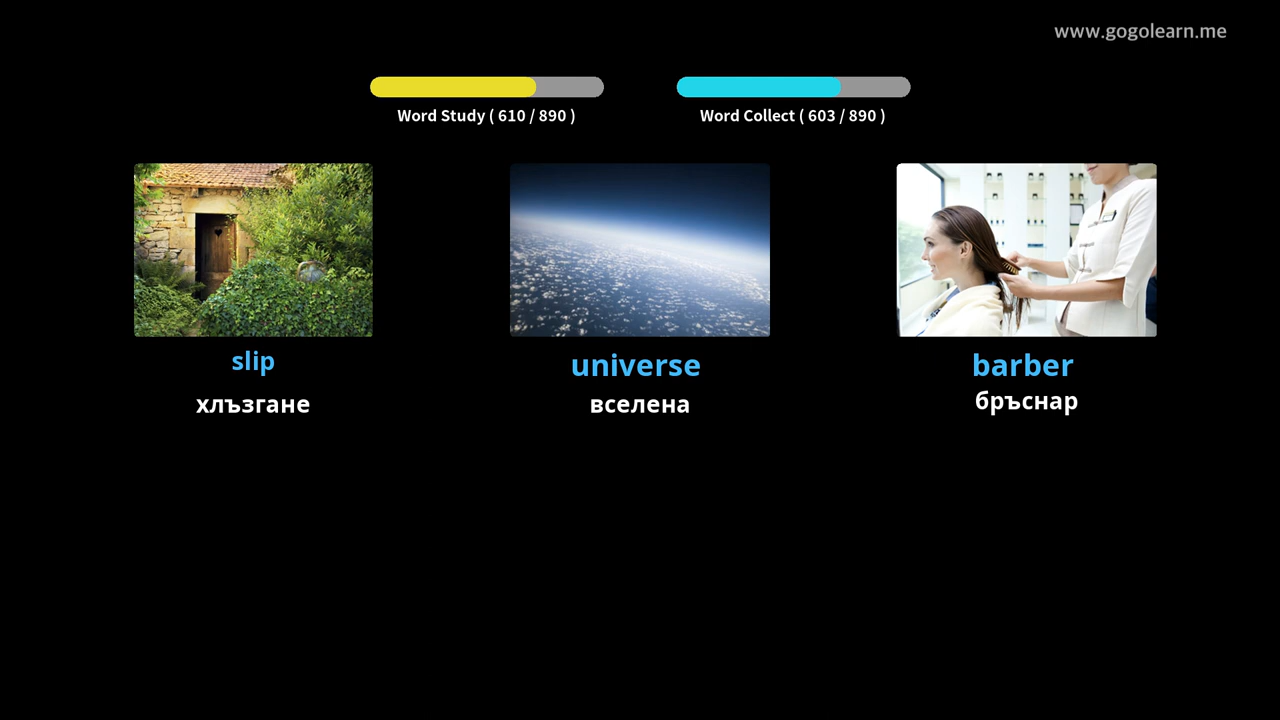 www.gogolearn.me
Word Study ( 610 / 890 )
Word Collect ( 603 / 890 )
slip
universe
barber
хлъзгане
вселена
бръснар